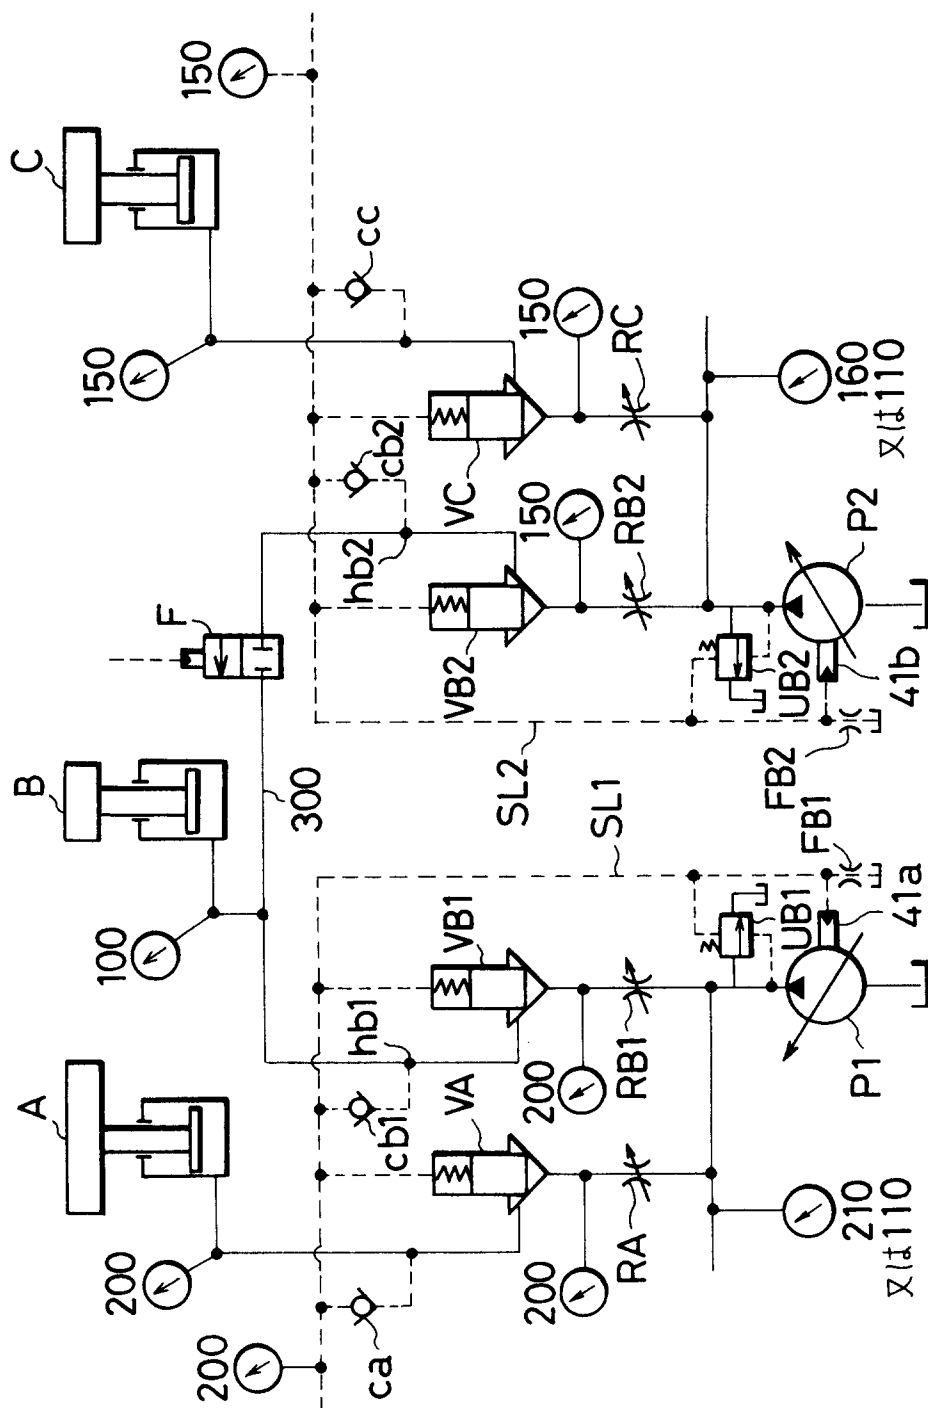 A
B
C
200
200
100
F
150
150
300
ca
cb1
hb1
hb2
cb2
cc
VA
VB1
VB2
VC
200
200
150
150
RA
RB1
RB2
RC
SL1
SL2
UB1
UB2
210
又は110
160
又は110
P1
41a
FB1
FB2
41b
P2